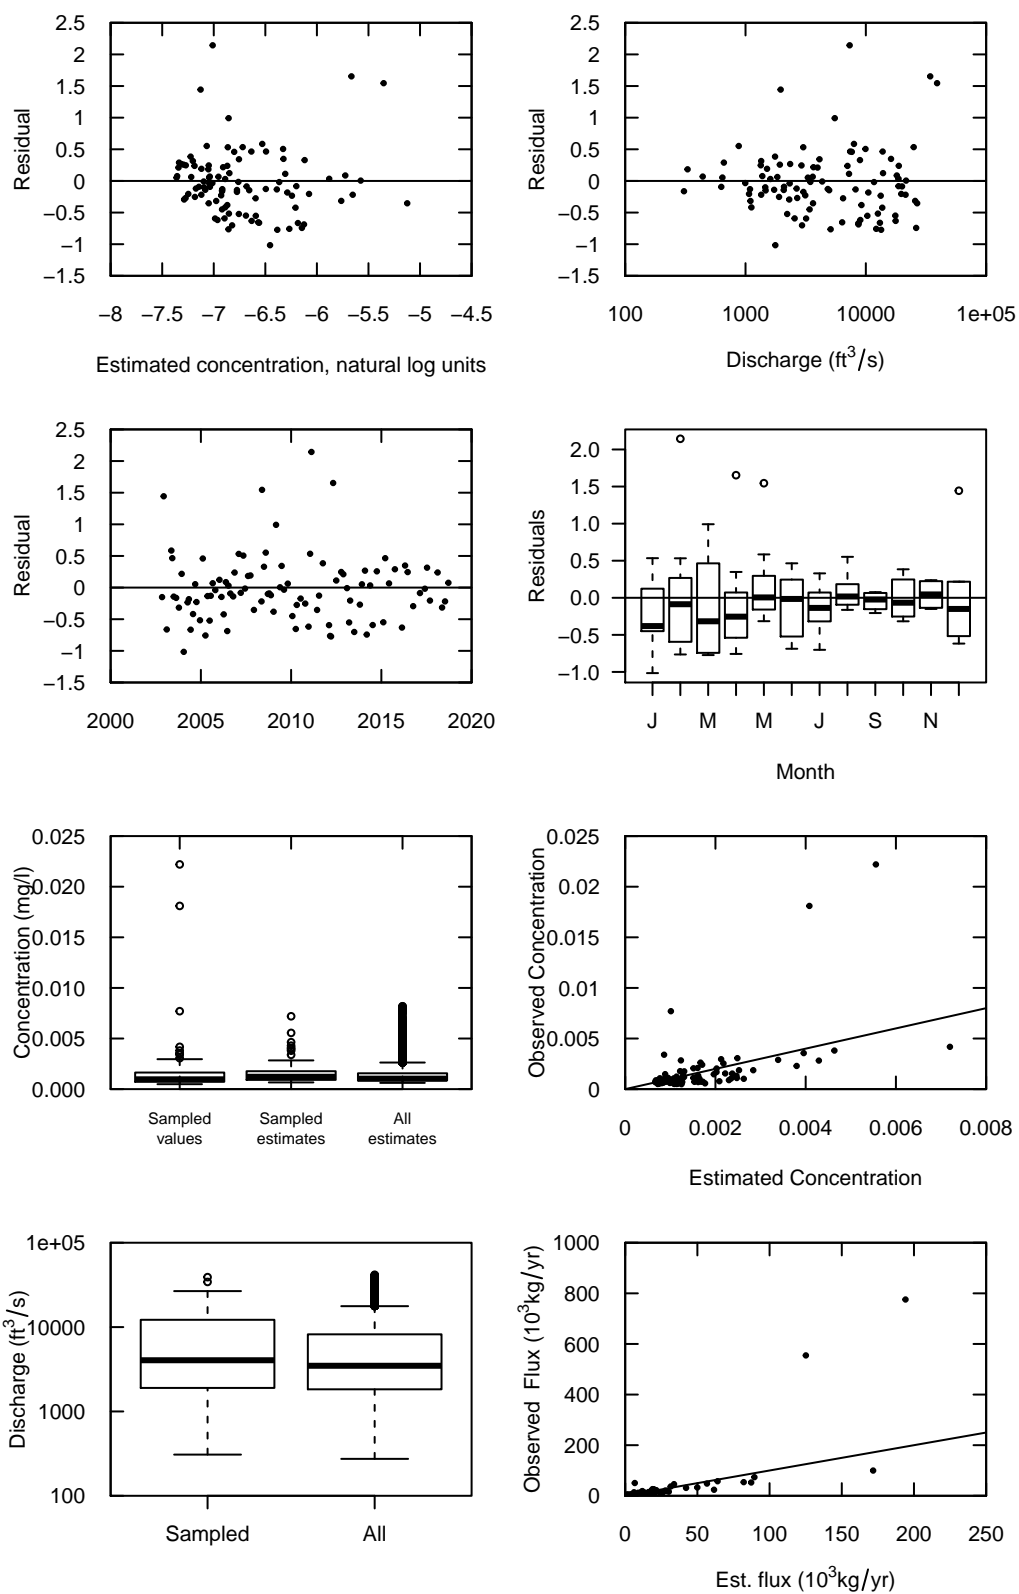 2.5
2
1.5
1
0.5
0
−0.5
−1
−1.5
Residual
−8 −7.5 −7 −6.5 −6 −5.5 −5 −4.5
Estimated concentration, natural log units
2.5
2
1.5
1
0.5
0
−0.5
−1
−1.5
Residual
100 1000 10000 1e+05
Discharge (ft³/s)
2.5
2
1.5
1
0.5
0
−0.5
−1
−1.5
Residual
2000 2005 2010 2015 2020
2.0
1.5
1.0
0.5
0.0
−0.5
−1.0
Residuals
J M M J S N
Month
0.025
0.020
0.015
0.010
0.005
0.000
Concentration (mg/l)
Sampled values
Sampled estimates
All estimates
0.025
0.02
0.015
0.01
0.005
0
Observed Concentration
0 0.002 0.004 0.006 0.008
Estimated Concentration
1e+05
10000
1000
100
Discharge (ft³/s)
Sampled All
1000
800
600
400
200
0
Observed Flux (10³kg/yr)
0 50 100 150 200 250
Est. flux (10³kg/yr)